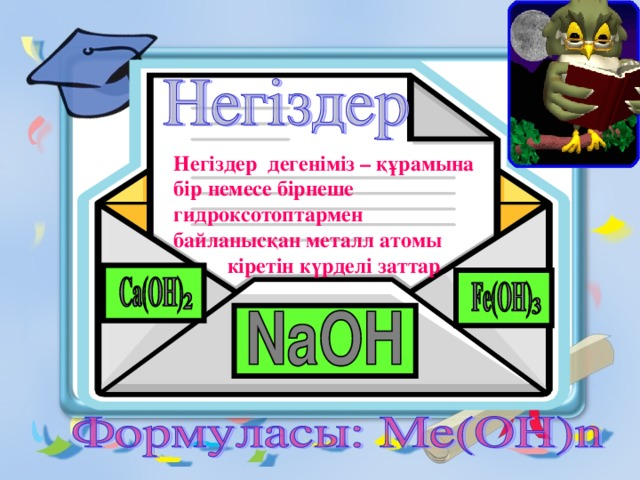 Негіздер
Негіздер дегеніміз – құрамына
бір немесе бірнеше
гидроксотоптармен
байланысқан металл атомы
кіретін күрделі заттар
Ca(OH)2
Fe(OH)3
NaOH
Формуласы: Me(OH)n